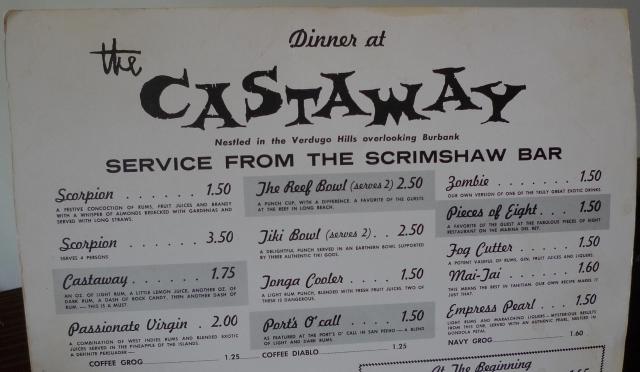 Dinner at
the
CASTAWAY
Nestled in the Verdugo Hills overlooking Burbank
SERVICE FROM THE SCRIMSHAW BAR
Scorpion . . . . . . 1.50
A FESTIVE CONCOCTION OF RUMS, FRUIT JUICES AND BRANDY
WITH A WHISPER OF ALMONDS BEDECKED WITH GARDENIAS AND
SERVED WITH LONG STRAWS.
Scorpion . . . . . . 3.50
SERVES 4 PERSONS
Castaway . . . . . . 1.75
AN OZ. OF LIGHT RUM, A LITTLE LEMON JUICE, ANOTHER OZ. OF
DARK RUM, A DASH OF ROCK CANDY, THEN ANOTHER DASH OF
RUM — THIS IS A MUST.
Passionate Virgin . 2.00
A COMBINATION OF WEST INDIES RUMS AND BLENDED EXOTIC
JUICES SERVED IN THE PINEAPPLE OF THE ISLANDS.
A DEFINITE PERSUADER —
COFFEE GROG 1.25
The Reef Bowl (serves 2) 2.50
A PUNCH CUP, WITH A DIFFERENCE. A FAVORITE OF THE GUESTS
AT THE REEF IN LONG BEACH.
Tiki Bowl (serves 2) . . 2.50
A DELIGHTFUL PUNCH SERVED IN AN EARTHERN BOWL SUPPORTED
BY THREE AUTHENTIC TIKI GODS.
Tonga Cooler . . . . 1.50
A LIGHT RUM PUNCH, BLENDED WITH FRESH FRUIT JUICES. TWO OF
THESE IS DANGEROUS.
Port's O' call . . . . 1.50
AS FEATURED AT THE PORT'S O' CALL IN SAN PEDRO — A BLEND
OF LIGHT AND DARK RUMS.
COFFEE DIABLO 1.25
Zombie . . . . . . . 1.50
OUR OWN VERSION OF ONE OF THE TRULY GREAT EXOTIC DRINKS
Pieces of Eight . . . 1.50
A FAVORITE OF THE GUEST AT THE FABULOUS PIECES OF EIGHT
RESTAURANT ON THE MARINA DEL REY.
Fog Cutter . . . . . 1.50
A POTENT VASSEL OF RUMS, GIN, FRUIT JUICES AND LIQUERS.
Mai-Tai . . . . . . 1.60
THIS MEANS THE BEST IN TAHITIAN. OUR OWN RECIPE MAKES IT
JUST THAT.
Empress Pearl . . . 1.50
LIGHT RUMS AND MARASCHINO LIQUERS — MYSTERIOUS RESULTS
FROM THIS ONE, SERVED WITH AN AUTHENTIC PEARL, NESTED IN
GONDOLA PETAL.
NAVY GROG 1.60
At The Beginning